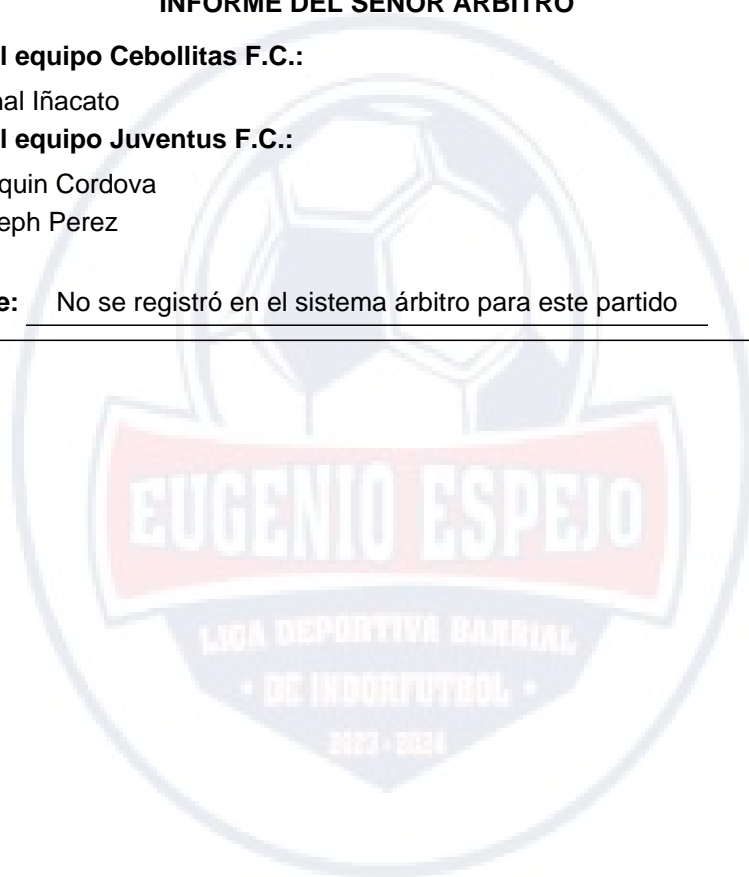 INFORME DEL SEÑOR ÁRBITRO
l equipo Cebollitas F.C.:
nal Iñacato
l equipo Juventus F.C.:
quin Cordova
eph Perez
e: No se registró en el sistema árbitro para este partido
EUGENIO ESPEJO
LIGA DEPORTIVA BARRIAL
• DE INDORFUTBOL •
2023 - 2024